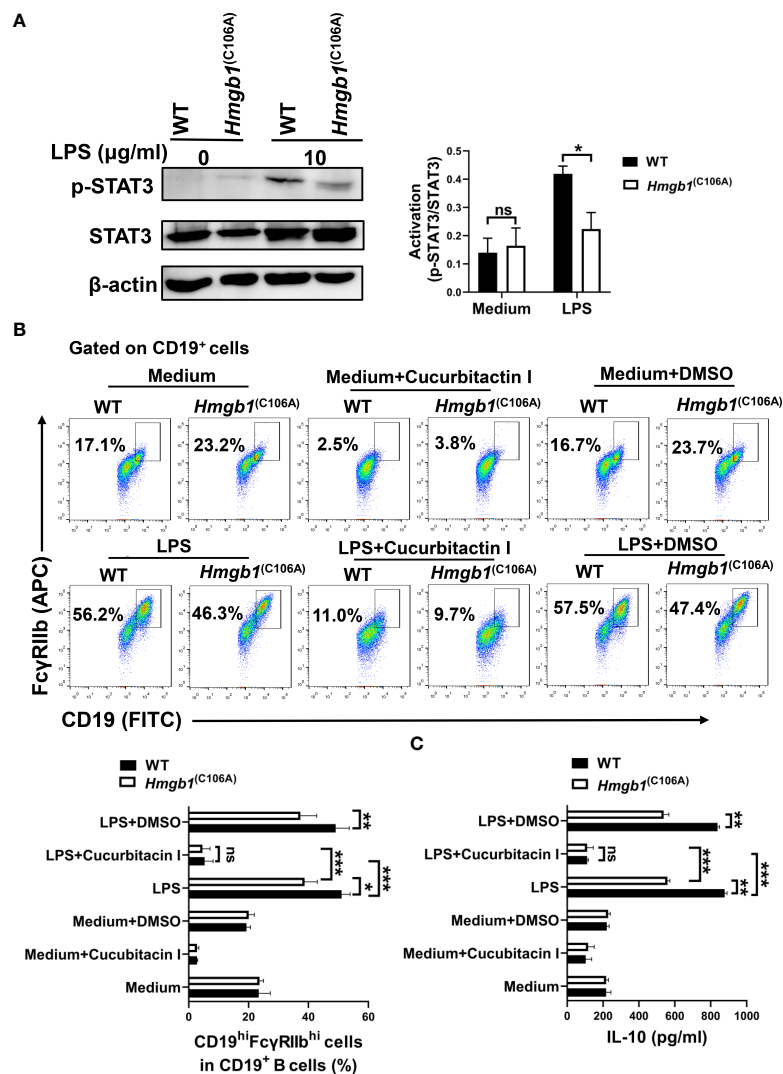 A
WT
Hmgb1(C106A)
WT
Hmgb1(C106A)
LPS (μg/ml)
0
10
p-STAT3
STAT3
β-actin
Activation
(p-STAT3/STAT3)
0.5
0.4
0.3
0.2
0.1
0.0
ns
*
Medium
LPS
WT
Hmgb1(C106A)
B
Gated on CD19+ cells
Medium
Medium+Cucurbitactin I
Medium+DMSO
WT
Hmgb1(C106A)
WT
Hmgb1(C106A)
WT
Hmgb1(C106A)
17.1%
23.2%
2.5%
3.8%
16.7%
23.7%
LPS
LPS+Cucurbitactin I
LPS+DMSO
WT
Hmgb1(C106A)
WT
Hmgb1(C106A)
WT
Hmgb1(C106A)
56.2%
46.3%
11.0%
9.7%
57.5%
47.4%
FcγRIIb (APC)
CD19 (FITC)
WT
Hmgb1(C106A)
LPS+DMSO
LPS+Cucurbitacin I
LPS
Medium+DMSO
Medium+Cucubitacin I
Medium
**
ns
***
*
***
0
20
40
60
CD19hiFcγRIIbhi cells
in CD19+ B cells (%)
C
WT
Hmgb1(C106A)
LPS+DMSO
LPS+Cucurbitacin I
LPS
Medium+DMSO
Medium+Cucubitacin I
Medium
**
ns
***
**
***
0
200
400
600
800
1000
IL-10 (pg/ml)